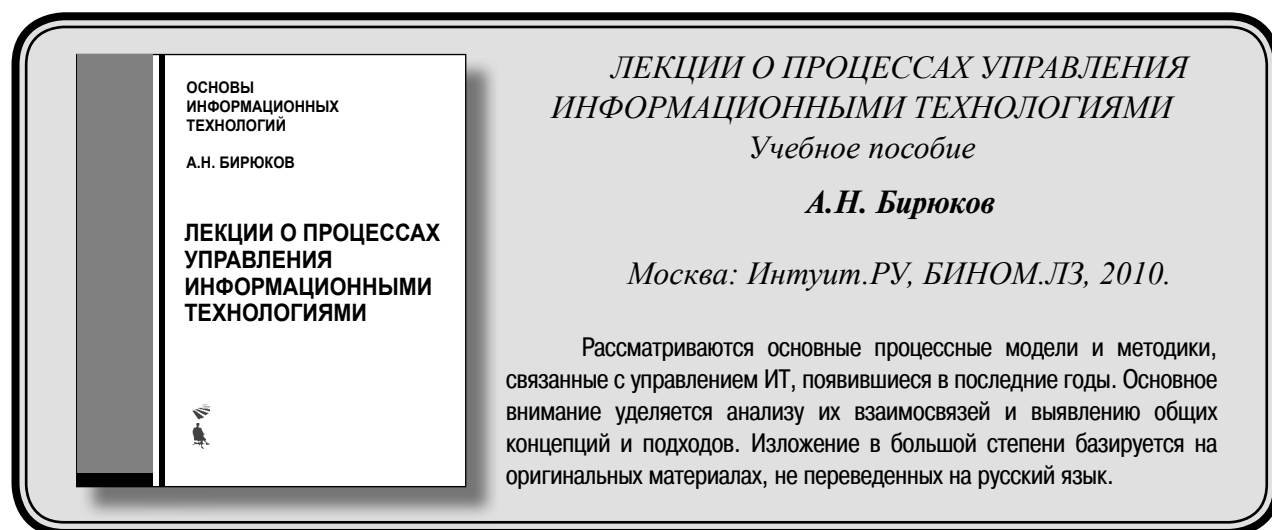 ОСНОВЫ
ИНФОРМАЦИОННЫХ
ТЕХНОЛОГИЙ
А.Н. БИРЮКОВ
ЛЕКЦИИ О ПРОЦЕССАХ
УПРАВЛЕНИЯ
ИНФОРМАЦИОННЫМИ
ТЕХНОЛОГИЯМИ
ЛЕКЦИИ О ПРОЦЕССАХ УПРАВЛЕНИЯ
ИНФОРМАЦИОННЫМИ ТЕХНОЛОГИЯМИ
Учебное пособие
А.Н. Бирюков
Москва: Интуит.РУ, БИНОМ.ЛЗ, 2010.
Рассматриваются основные процессные модели и методики,
связанные с управлением ИТ, появившиеся в последние годы. Основное
внимание уделяется анализу их взаимосвязей и выявлению общих
концепций и подходов. Изложение в большой степени базируется на
оригинальных материалах, не переведенных на русский язык.